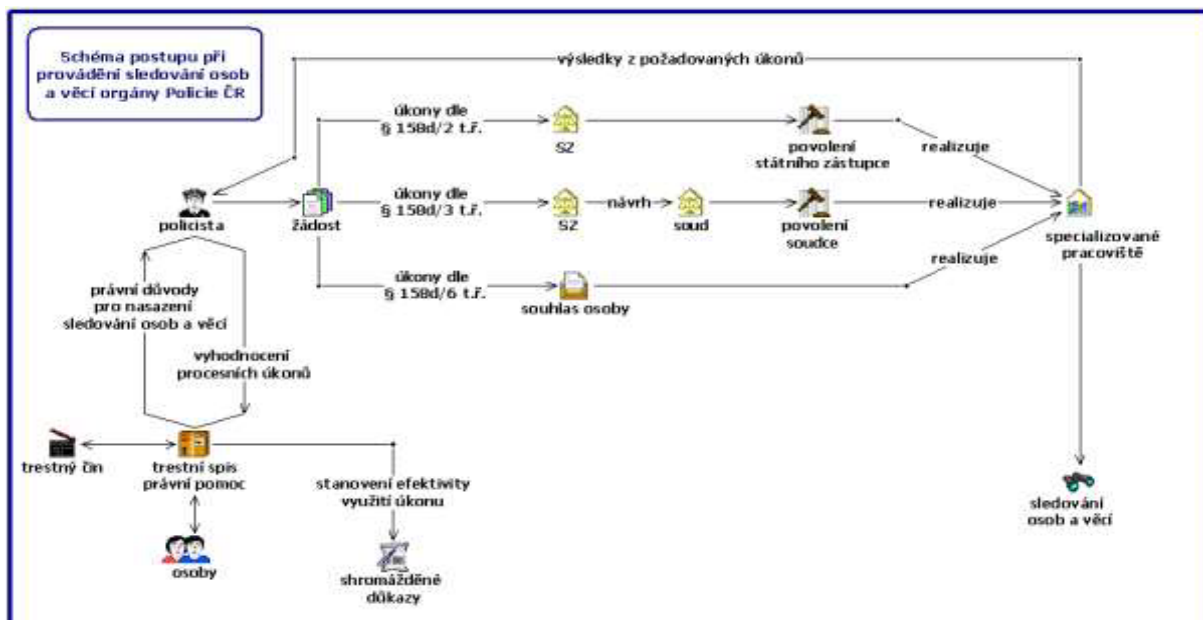 Schéma postupu při
provádění sledování osob
a věcí orgány Policie ČR
výsledky z požadovaných úkonů
úkony dle
§ 158d/2 t.ř.
SZ
povolení
státního zástupce
realizuje
policista
žádost
úkony dle
§ 158d/3 t.ř.
SZ
návrh
soud
povolení
soudce
realizuje
specializované
pracoviště
úkony dle
§ 158d/6 t.ř.
souhlas osoby
realizuje
právní důvody
pro nasazení
sledování osob a věcí
vyhodnocení
procesních úkonů
trestný čin
trestní spis
právní pomoc
stanovení efektivity
využití úkonu
sledování
osob a věcí
osoby
shromážděné
důkazy